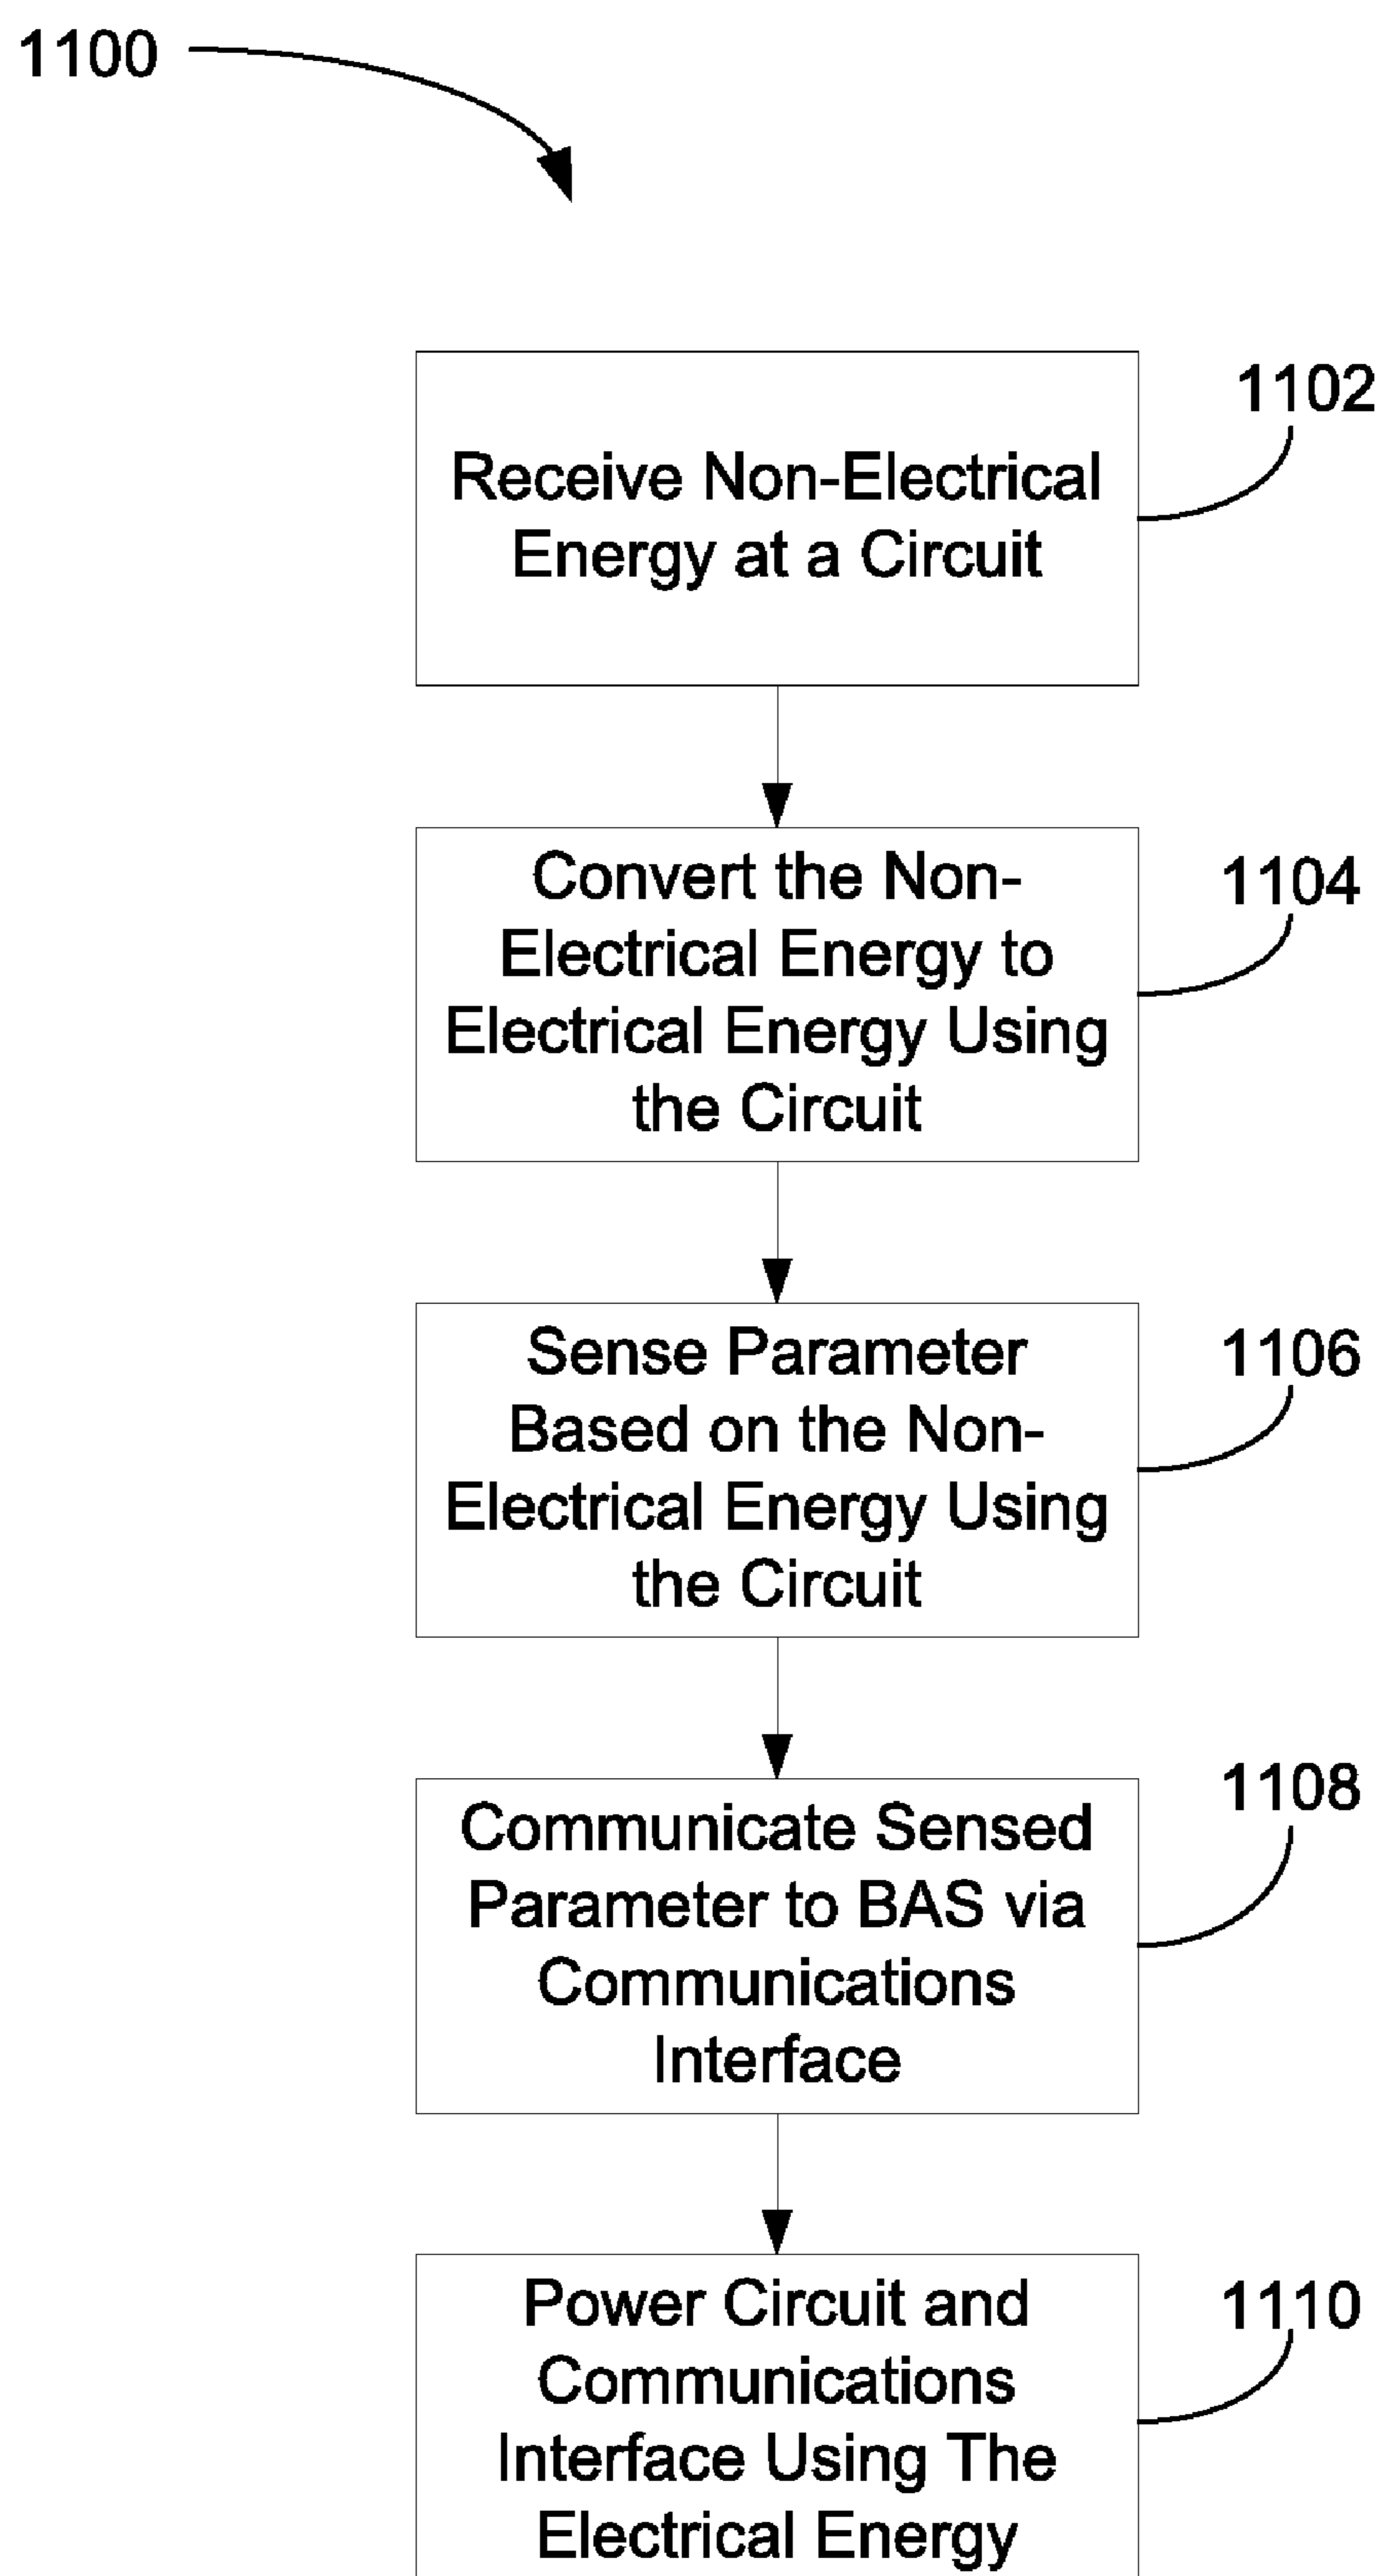 1100
1102
Receive Non-Electrical
Energy at a Circuit
1104
Convert the Non-
Electrical Energy to
Electrical Energy Using
the Circuit
1106
Sense Parameter
Based on the Non-
Electrical Energy Using
the Circuit
1108
Communicate Sensed
Parameter to BAS via
Communications
Interface
1110
Power Circuit and
Communications
Interface Using The
Electrical Energy